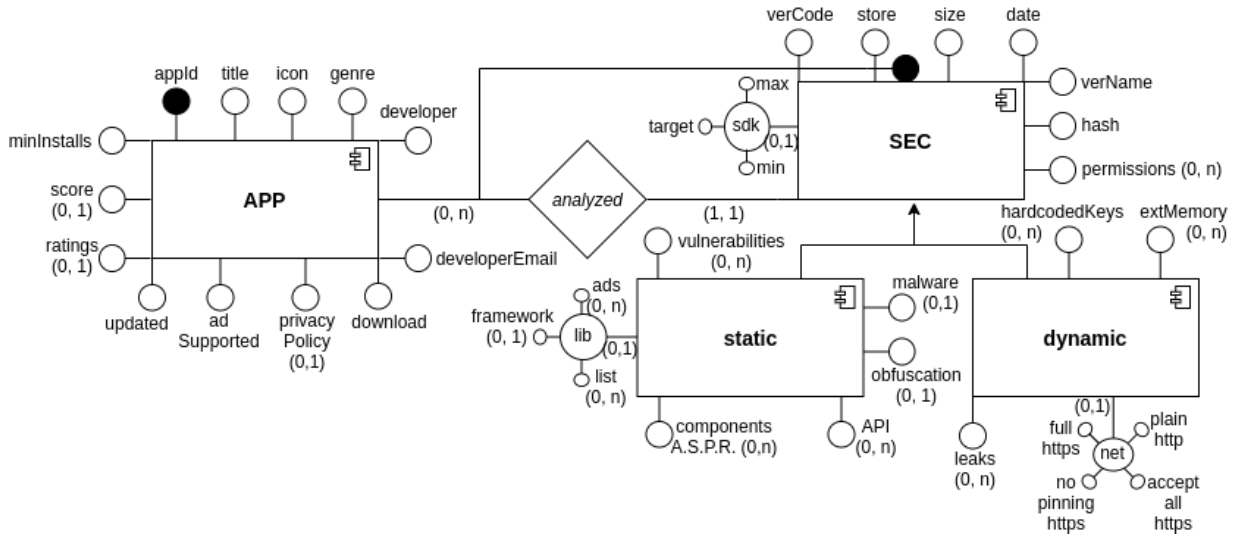 verCode
store
size
date
appId
title
icon
genre
developer
minInstalls
score
(0, 1)
ratings
(0, 1)
APP
developerEmail
updated
ad
Supported
privacy
Policy
(0,1)
download
(0, n)
analyzed
(1, 1)
max
target
sdk
(0,1)
min
SEC
verName
hash
permissions (0, n)
vulnerabilities
(0, n)
ads
(0, n)
framework
(0, 1)
lib
(0,1)
list
(0, n)
static
malware
(0,1)
obfuscation
(0, 1)
components
A.S.P.R. (0,n)
API
(0, n)
hardcodedKeys
(0, n)
extMemory
(0, n)
dynamic
(0,1)
leaks
(0, n)
full
https
plain
http
net
no
pinning
https
accept
all
https